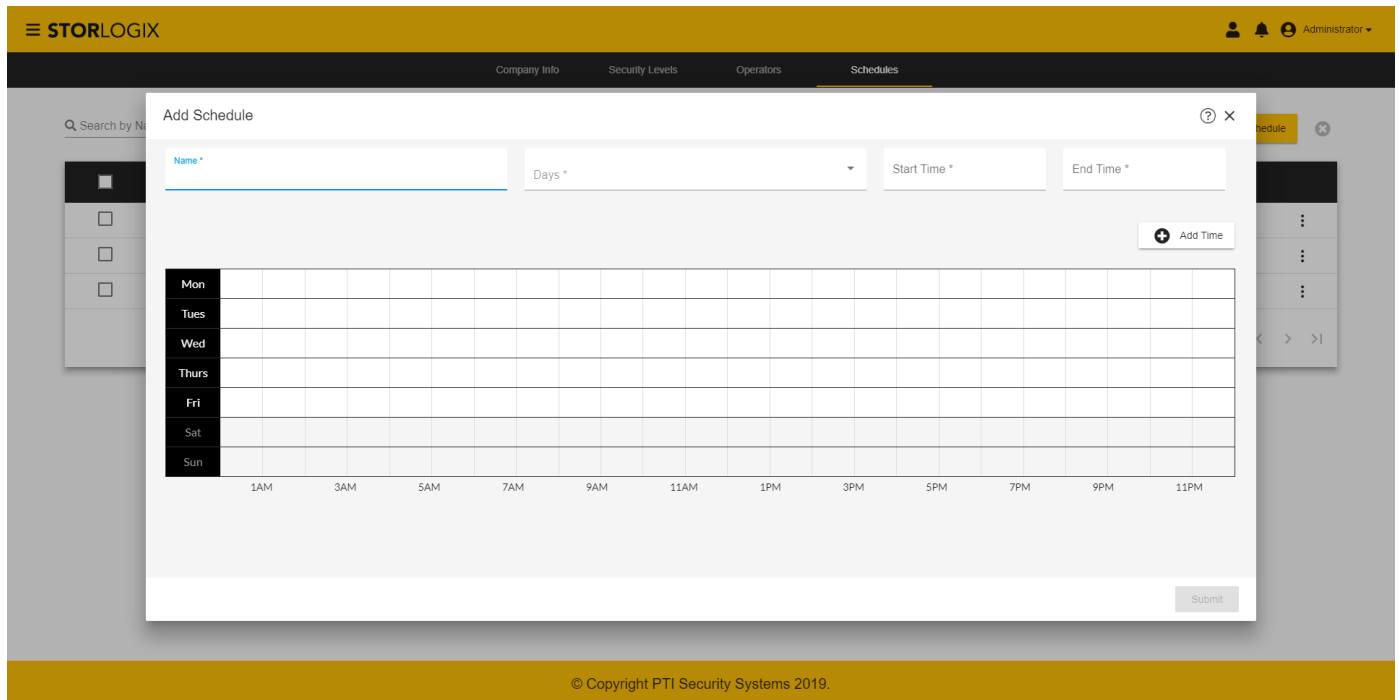 STORLOGIX
Administrator
Company Info
Security Levels
Operators
Schedules
Search by
Add Schedule
Name *
Days *
Start Time *
End Time *
Add Time
Mon
Tues
Wed
Thurs
Fri
Sat
Sun
1AM 3AM 5AM 7AM 9AM 11AM 1PM 3PM 5PM 7PM 9PM 11PM
Submit
© Copyright PTI Security Systems 2019.